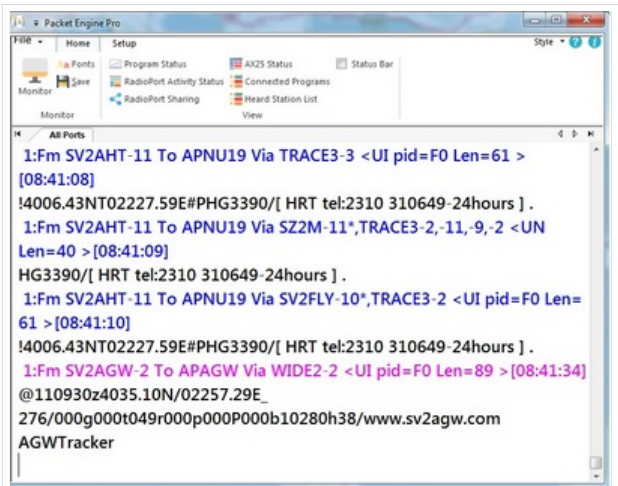 Packet Engine Pro
File Home Setup Style
Fonts Program Status AX25 Status Status Bar
Save RadioPort Activity Status Connected Programs
Monitor RadioPort Sharing Heard Station List
Monitor View
All Ports
1:Fm SV2AHT-11 To APNU19 Via TRACE3-3 <UI pid=F0 Len=61 >
[08:41:08]
!4006.43NT02227.59E#PHG3390/[ HRT tel:2310 310649-24hours ] .
1:Fm SV2AHT-11 To APNU19 Via SZ2M-11*,TRACE3-2,-11,-9,-2 <UN
Len=40 >[08:41:09]
HG3390/[ HRT tel:2310 310649-24hours ] .
1:Fm SV2AHT-11 To APNU19 Via SV2FLY-10*,TRACE3-2 <UI pid=F0 Len=
61 >[08:41:10]
!4006.43NT02227.59E#PHG3390/[ HRT tel:2310 310649-24hours ] .
1:Fm SV2AGW-2 To APAGW Via WIDE2-2 <UI pid=F0 Len=89 >[08:41:34]
@110930z4035.10N/02257.29E_
276/000g000t049r000p000P000b10280h38/www.sv2agw.com
AGWTracker